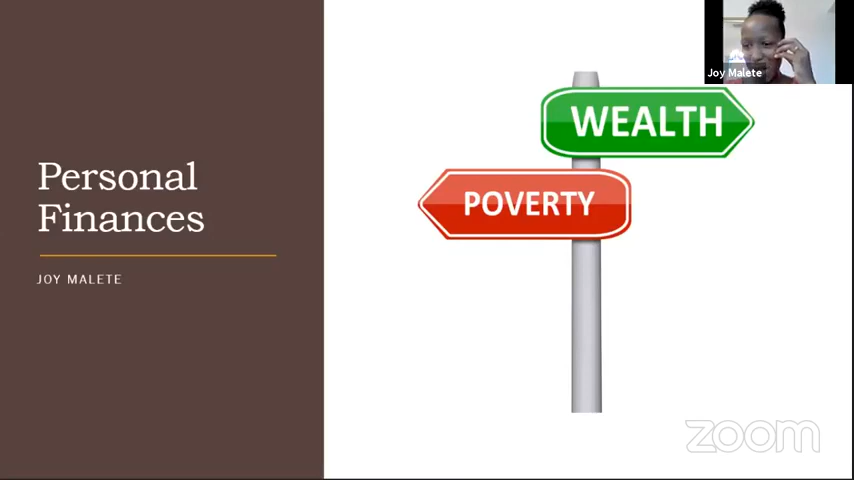 Personal
Finances
JOY MALETE
WEALTH
POVERTY
Joy Malete
zoom